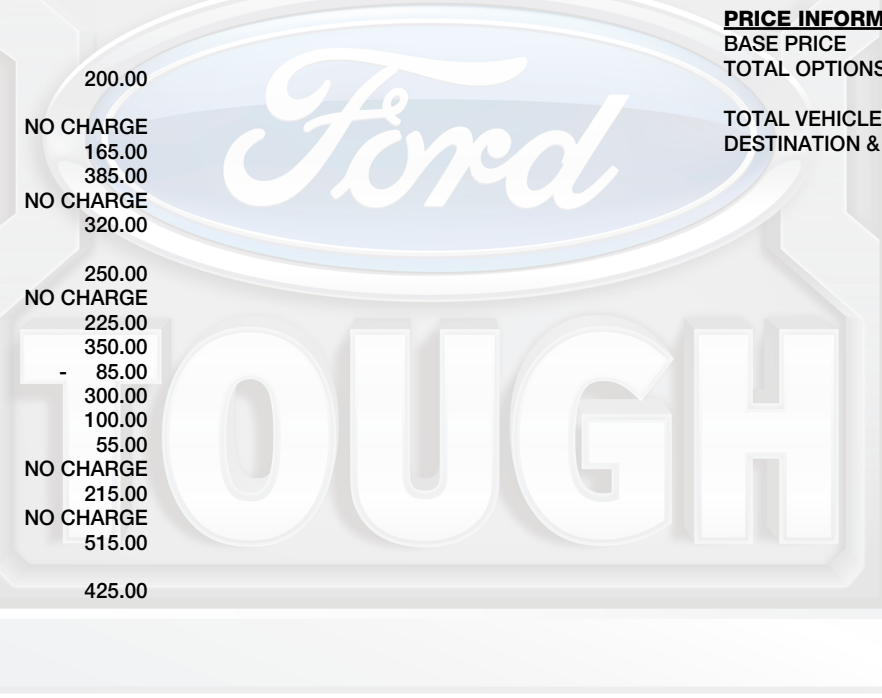 200.00
NO CHARGE
165.00
385.00
NO CHARGE
320.00
250.00
NO CHARGE
225.00
350.00
- 85.00
300.00
100.00
55.00
NO CHARGE
215.00
NO CHARGE
515.00
425.00
PRICE INFORM
BASE PRICE
TOTAL OPTIONS
TOTAL VEHICLE
DESTINATION &
Ford
TOUGH